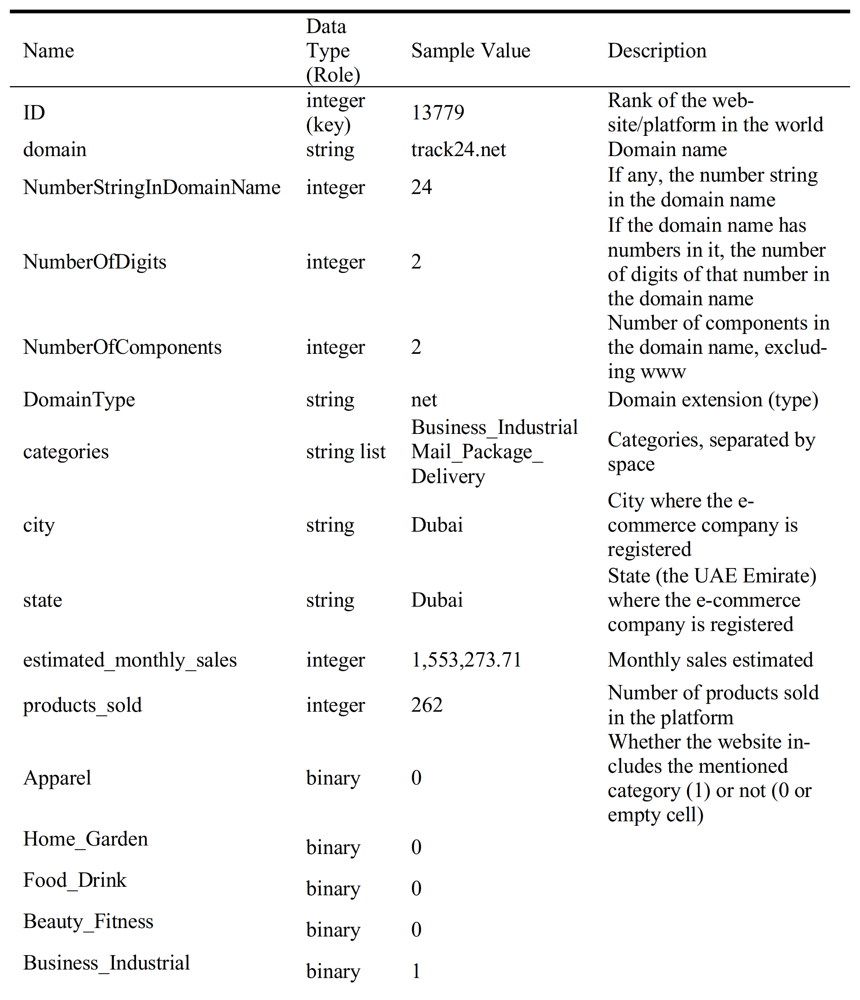 Name Data Type (Role) Sample Value Description
ID integer (key) 13779 Rank of the web-
site/platform in the world
domain string track24.net Domain name
NumberStringInDomainName integer 24 If any, the number string
in the domain name
NumberOfDigits integer 2 If the domain name has
numbers in it, the number
of digits of that number in
the domain name
NumberOfComponents integer 2 Number of components in
the domain name, exclud-
ing www
DomainType string net Domain extension (type)
categories string list Business_Industrial
Mail_Package_
Delivery Categories, separated by
space
city string Dubai City where the e-
commerce company is
registered
state string Dubai State (the UAE Emirate)
where the e-commerce
company is registered
estimated_monthly_sales integer 1,553,273.71 Monthly sales estimated
products_sold integer 262 Number of products sold
in the platform
Apparel binary 0 Whether the website in-
cludes the mentioned
category (1) or not (0 or
empty cell)
Home_Garden binary 0
Food_Drink binary 0
Beauty_Fitness binary 0
Business_Industrial binary 1